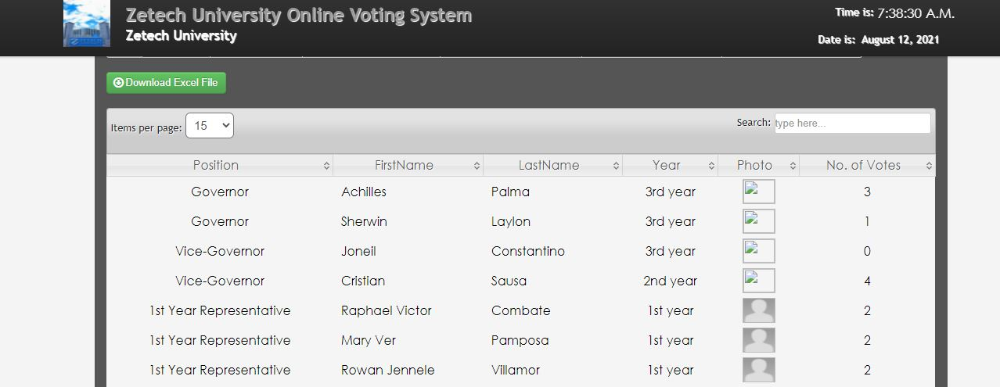 Zetech University Online Voting System
Zetech University
Time is: 7:38:30 A.M.
Date is: August 12, 2021
Download Excel File
Items per page: 15
Search: type here...
Position FirstName LastName Year Photo No. of Votes
Governor Achilles Palma 3rd year 3
Governor Sherwin Laylon 3rd year 1
Vice-Governor Joneil Constantino 3rd year 0
Vice-Governor Cristian Sausa 2nd year 4
1st Year Representative Raphael Victor Combate 1st year 2
1st Year Representative Mary Ver Pamposa 1st year 2
1st Year Representative Rowan Jennele Villamor 1st year 2